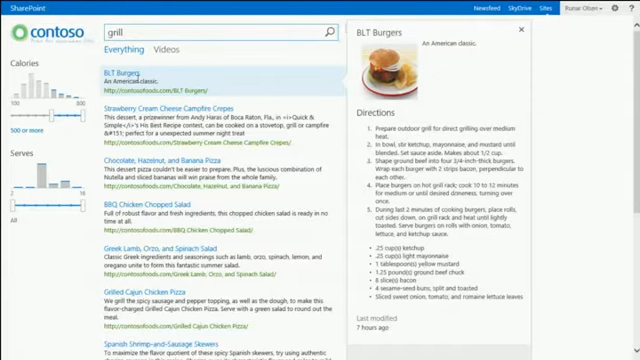 SharePoint
Newsfeed SkyDrive Sites Runar Olsen ?
contoso
grill
Everything Videos
Calories
100 800
500 or more
Serves
2 16
All
BLT Burgers
An American classic.
http://contosofoods.com/BLT Burgers/
Strawberry Cream Cheese Campfire Crepes
This dessert, a prizewinner from Andy Haras of Boca Raton, Fla., in <i>Quick &
Simple</i>'s His Best Recipe contest, can be cooked on a stovetop, grill or campfire
&#151; perfect for an unexpected summer night treat
http://contosofoods.com/Strawberry Cream Cheese Campfire Crepes/
Chocolate, Hazelnut, and Banana Pizza
This dessert pizza couldn't be easier to prepare. Plus, the luscious combination of
Nutella and sliced bananas will win praise from the whole family.
http://contosofoods.com/Chocolate, Hazelnut, and Banana Pizza/
BBQ Chicken Chopped Salad
Full of robust flavor and fresh ingredients, this chopped chicken salad is ready in no
time at all.
http://contosofoods.com/BBQ Chicken Chopped Salad/
Greek Lamb, Orzo, and Spinach Salad
Classic Greek ingredients and seasonings such as lamb, orzo, spinach, lemon, and
oregano unite to form this fantastic summer salad.
http://contosofoods.com/Greek Lamb, Orzo, and Spinach Salad/
Grilled Cajun Chicken Pizza
We grill the spicy sausage and pepper topping, as well as the dough, to make this
flavor-charged Grilled Cajun Chicken Pizza. Serve with a green salad to round out the
meal.
http://contosofoods.com/Grilled Cajun Chicken Pizza/
Spanish Shrimp-and-Sausage Skewers
To maximize the flavor quotient of these spicy Spanish skewers, try using authentic
BLT Burgers
An American classic.
Directions
1. Prepare outdoor grill for direct grilling over medium
heat.
2. In bowl, stir ketchup, mayonnaise, and mustard until
blended. Set sauce aside. Makes about 1/2 cup.
3. Shape ground beef into four 3/4-inch-thick burgers.
Wrap each burger with 2 strips bacon, perpendicular to
each other.
4. Place burgers on hot grill rack; cook 10 to 12 minutes
for medium or until desired doneness, turning over
once.
5. During last 2 minutes of cooking burgers, place rolls,
cut sides down, on grill rack and heat until lightly
toasted. Serve burgers on rolls with onion, tomato,
lettuce, and ketchup sauce.
.25 cup(s) ketchup
.25 cup(s) light mayonnaise
1 tablespoon(s) yellow mustard
1.25 pound(s) ground beef chuck
8 slice(s) bacon
4 sesame-seed buns, split and toasted
Sliced sweet onion, tomato; and romaine lettuce leaves
Last modified
7 hours ago